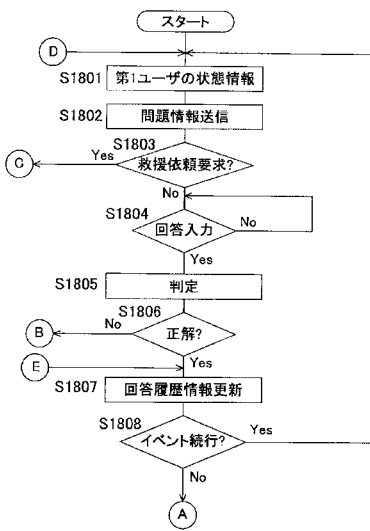 スタート
D
S1801 第1ユーザの状態情報
S1802 問題情報送信
S1803
C Yes 救援依頼要求?
No
S1804 回答入力 No
Yes
S1805 判定
S1806
B No 正解?
E Yes
S1807 回答履歴情報更新
S1808
イベント続行? Yes
No
A